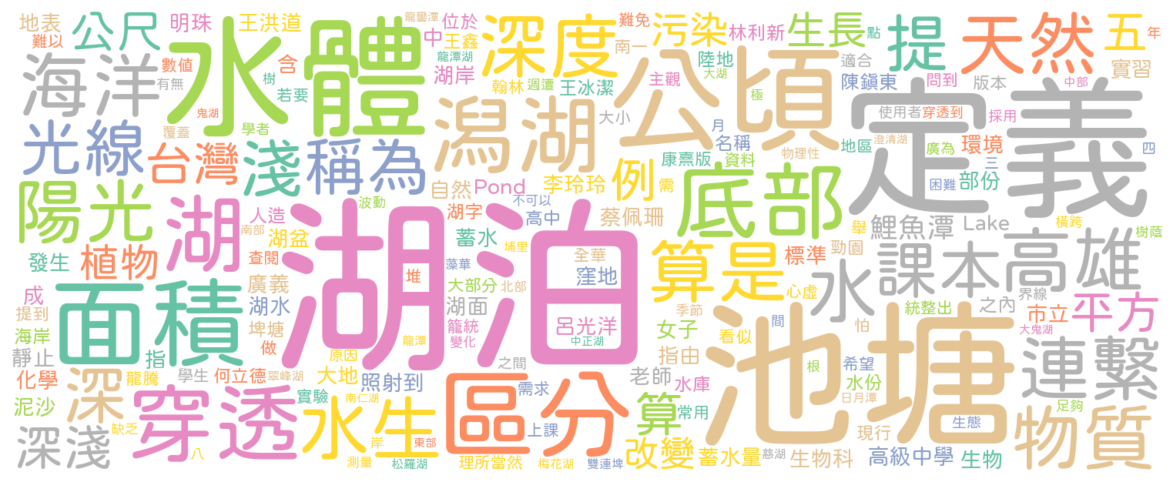 湖泊
定義
池塘
水體
公頃
面積
穿透
區分
底部
深度
潟湖
天然
提
湖
海洋
光線
陽光
稱為
淺
台灣
公尺
算是
水生
深
深淺
課本
高雄
水
連繫
物質
例
算
生長
污染
五
平方
植物
改變
地表
難以
明珠
王洪道
龍鑾潭
難免
位於
中
王鑫
龍潭湖
南一
林利新
點
年
數值
含
湖岸
翰林
週遭
主觀
陸地
適合
陳鎮東
問到
版本
實習
中部
有無
鬼湖
樹
若要
王冰潔
大湖
極
使用者
穿透到
採用
覆蓋
學者
大小
月
名稱
物理性
澄清湖
地區
廣為
環境
三
四
康熹版
資料
困難
部份
自然
Pond
李玲玲
需
不可以
波動
人造
湖字
高中
蔡佩珊
鯉魚潭
Lake
舉
橫跨
樹蔭
南部
湖盆
蓄水
埔里
發生
查閱
藻華
全華
標準
勁園
堆
廣義
大部分
北部
窪地
心虛
統整出
之內
界線
成
湖水
湖面
季節
提到
埤塘
籠統
呂光洋
女子
看似
間
怕
市立
大鬼湖
海岸
做
變化
中正湖
原因
龍潭
指
靜止
指由
之間
根
希望
化學
龍騰
學生
何立德
翠峰湖
大地
照射到
老師
水庫
水份
日月潭
足夠
泥沙
實驗
南仁湖
需求
常用
生態
缺乏
八
岸
東部
上課
現行
測量
松羅湖
理所當然
梅花湖
雙連埤
蓄水量
慈湖
生物科
高級中學
生物